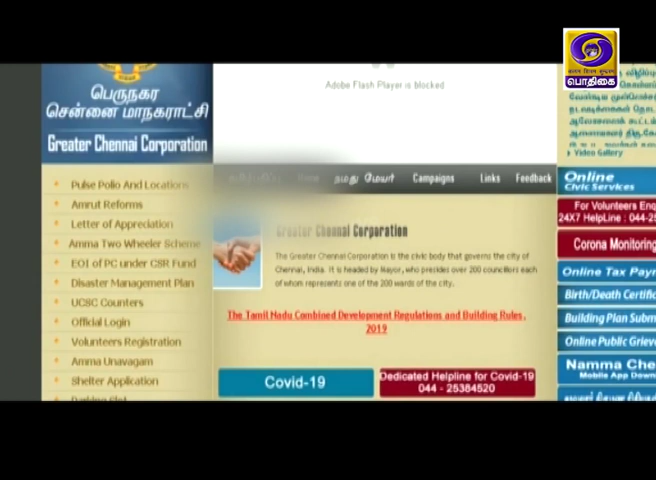 பொதிகை
Adobe Flash Player is blocked
பெருநகர
சென்னை மாநகராட்சி
Greater Chennai Corporation
Video Gallery
நமது மேயர் Campaigns Links Feedback
Pulse Polio And Locations
Amrut Reforms
Letter of Appreciation
Amma Two Wheeler Scheme
EOI of PC under CSR Fund
Disaster Management Plan
UCSC Counters
Official Login
Volunteers Registration
Amma Unavagam
Shelter Application
Greater Chennai Corporation
The Greater Chennai Corporation is the civic body that governs the city of
Chennai, India. It is headed by Mayor, who precides over 200 councillors each
of whom represents one of the 200 wards of the city.
The Tamil Nadu Combined Development Regulations and Building Rules,
2019
Covid-19
Dedicated Helpline for Covid-19
044 - 25384520
Online
Civic Services
For Volunteers Enq
24X7 HelpLine : 044-25
Corona Monitoring
Online Tax Payn
Birth/Death Certific
Building Plan Subm
Online Public Grieva
Namma Che
Mobile App Down